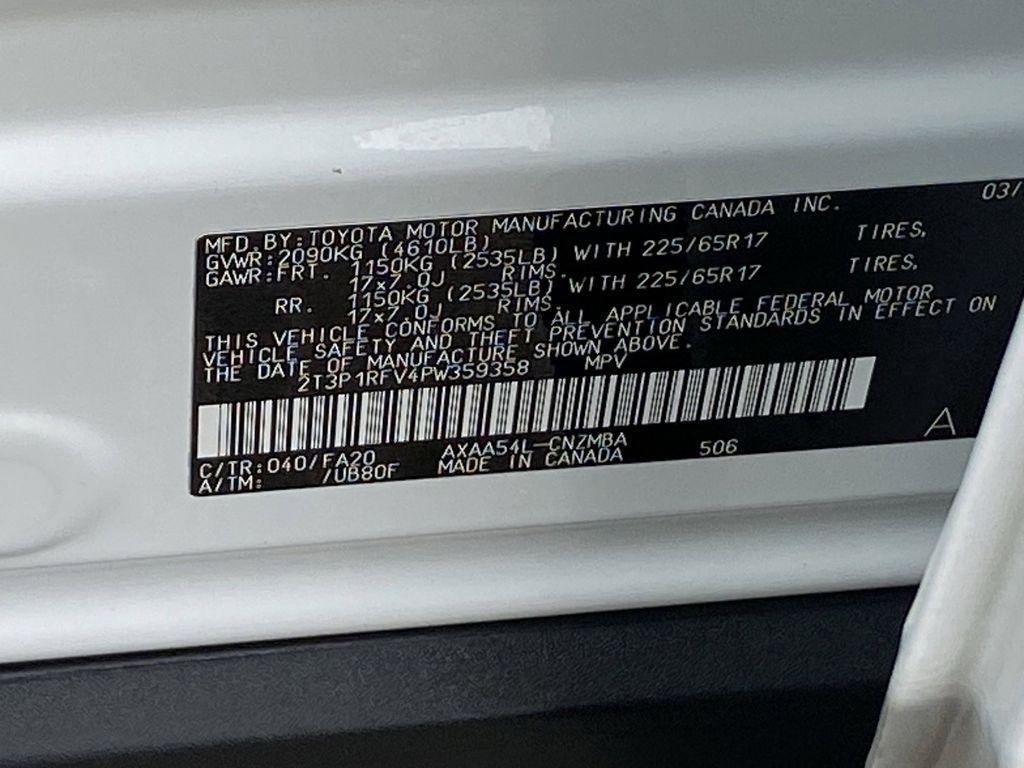 03/
MFD.BY:TOYOTA MOTOR MANUFACTURING CANADA INC.
GVWR:2090KG (4610LB)
GAWR:FRT. 1150KG (2535LB) WITH 225/65R17 TIRES,
17x7.0J RIMS.
RR. 1150KG (2535LB) WITH 225/65R17 TIRES,
17x7.0J RIMS.
THIS VEHICLE CONFORMS TO ALL APPLICABLE FEDERAL MOTOR
VEHICLE SAFETY AND THEFT PREVENTION STANDARDS IN EFFECT ON
THE DATE OF MANUFACTURE SHOWN ABOVE.
2T3P1RFV4PW359358 MPV
A
C/TR:040/FA20 AXAA54L-CNZMBA 506
A/TM: /UB80F MADE IN CANADA